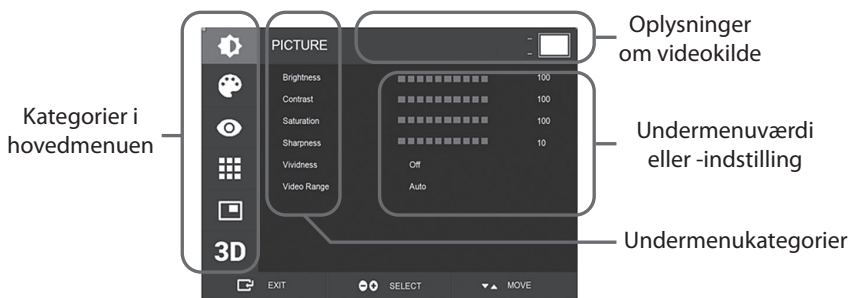 Oplysninger
om videokilde
PICTURE
Brightness 100
Contrast 100
Saturation 100
Sharpness 10
Vividness Off
Video Range Auto
3D
EXIT SELECT MOVE
Kategorier i
hovedmenuen
Undermenuværdi
eller -indstilling
Undermenukategorier